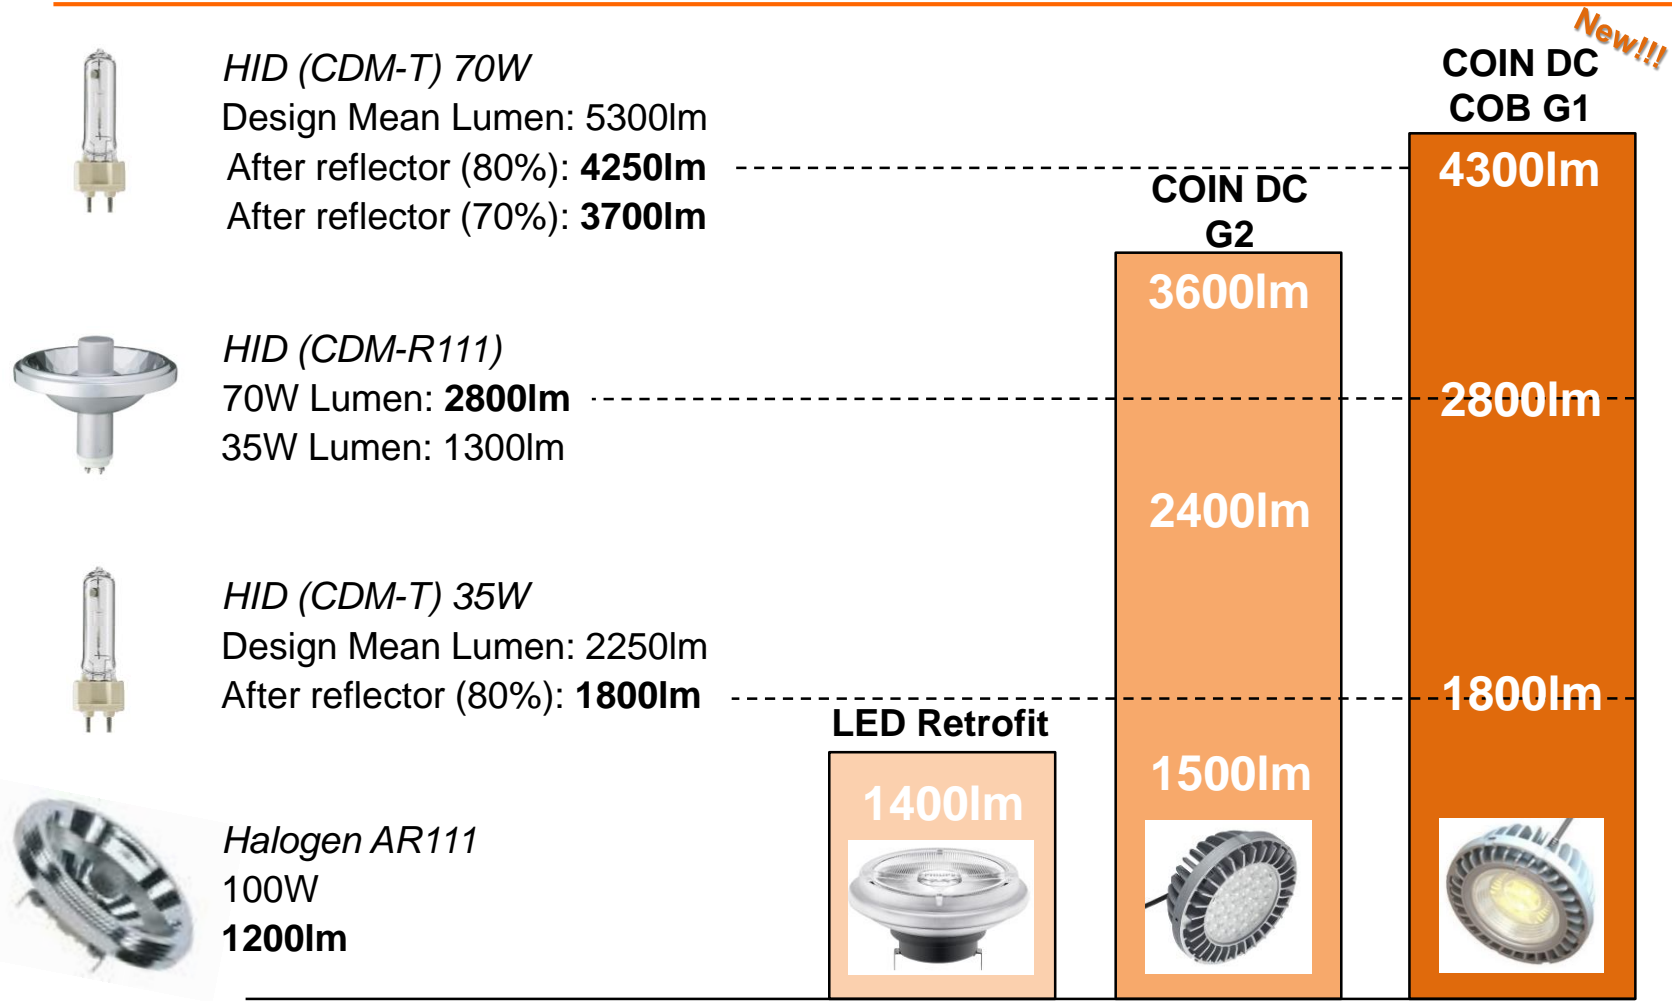 New!!!
HID (CDM-T) 70W
Design Mean Lumen: 5300lm
After reflector (80%): 4250lm
After reflector (70%): 3700lm
HID (CDM-R111)
70W Lumen: 2800lm
35W Lumen: 1300lm
HID (CDM-T) 35W
Design Mean Lumen: 2250lm
After reflector (80%): 1800lm
Halogen AR111
100W
1200lm
LED Retrofit
1400lm
COIN DC
G2
3600lm
2400lm
1500lm
COIN DC
COB G1
4300lm
2800lm
1800lm